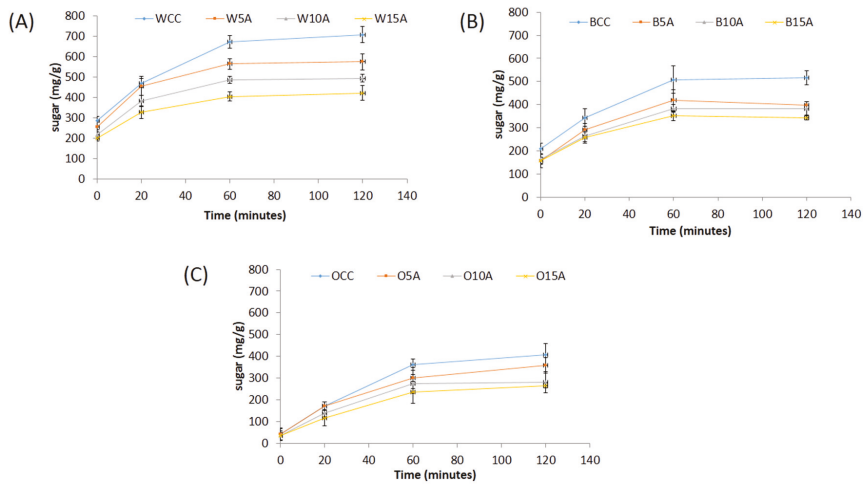 (A)
WCC W5A W10A W15A
800
700
600
500
400
300
200
100
0
sugar (mg/g)
0 20 40 60 80 100 120 140
Time (minutes)
(B)
BCC B5A B10A B15A
800
700
600
500
400
300
200
100
0
sugar (mg/g)
0 20 40 60 80 100 120 140
Time (minutes)
(C)
OCC O5A O10A O15A
800
700
600
500
400
300
200
100
0
sugar (mg/g)
0 20 40 60 80 100 120 140
Time (minutes)